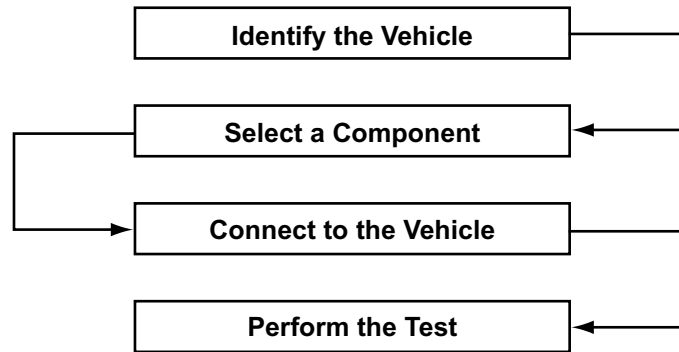 Identify the Vehicle
Select a Component
Connect to the Vehicle
Perform the Test